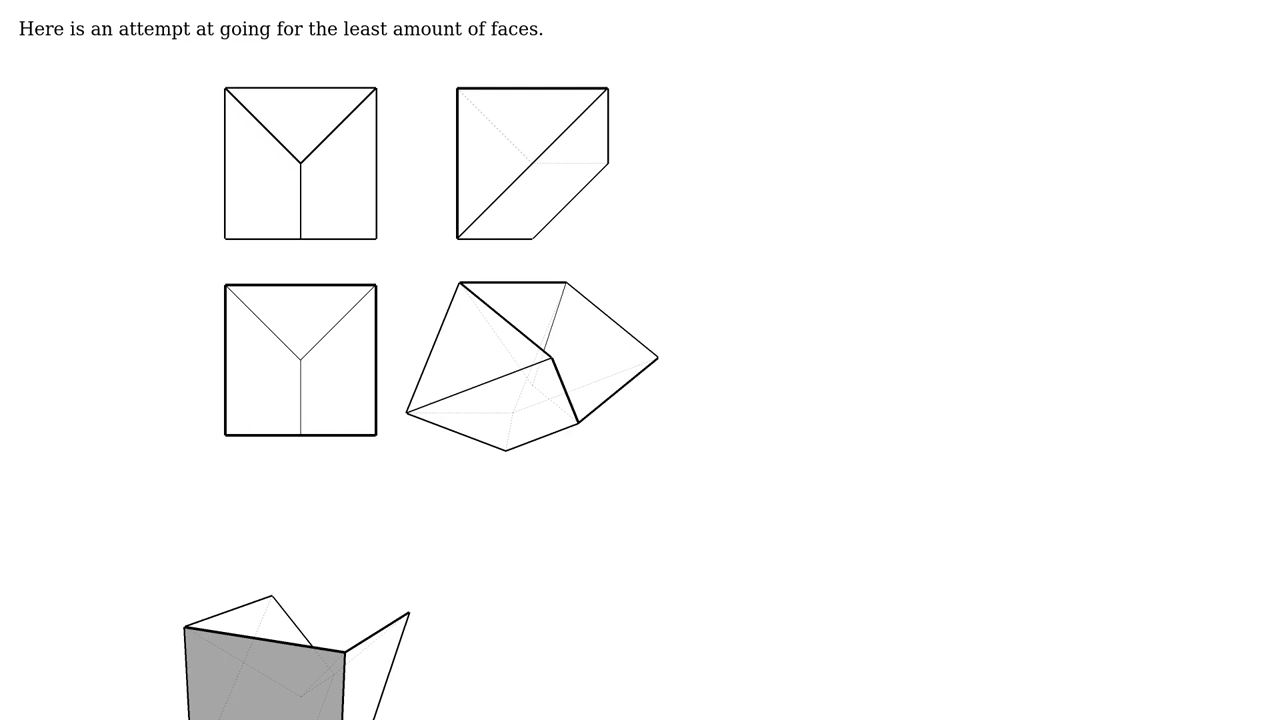 Here is an attempt at going for the least amount of faces.